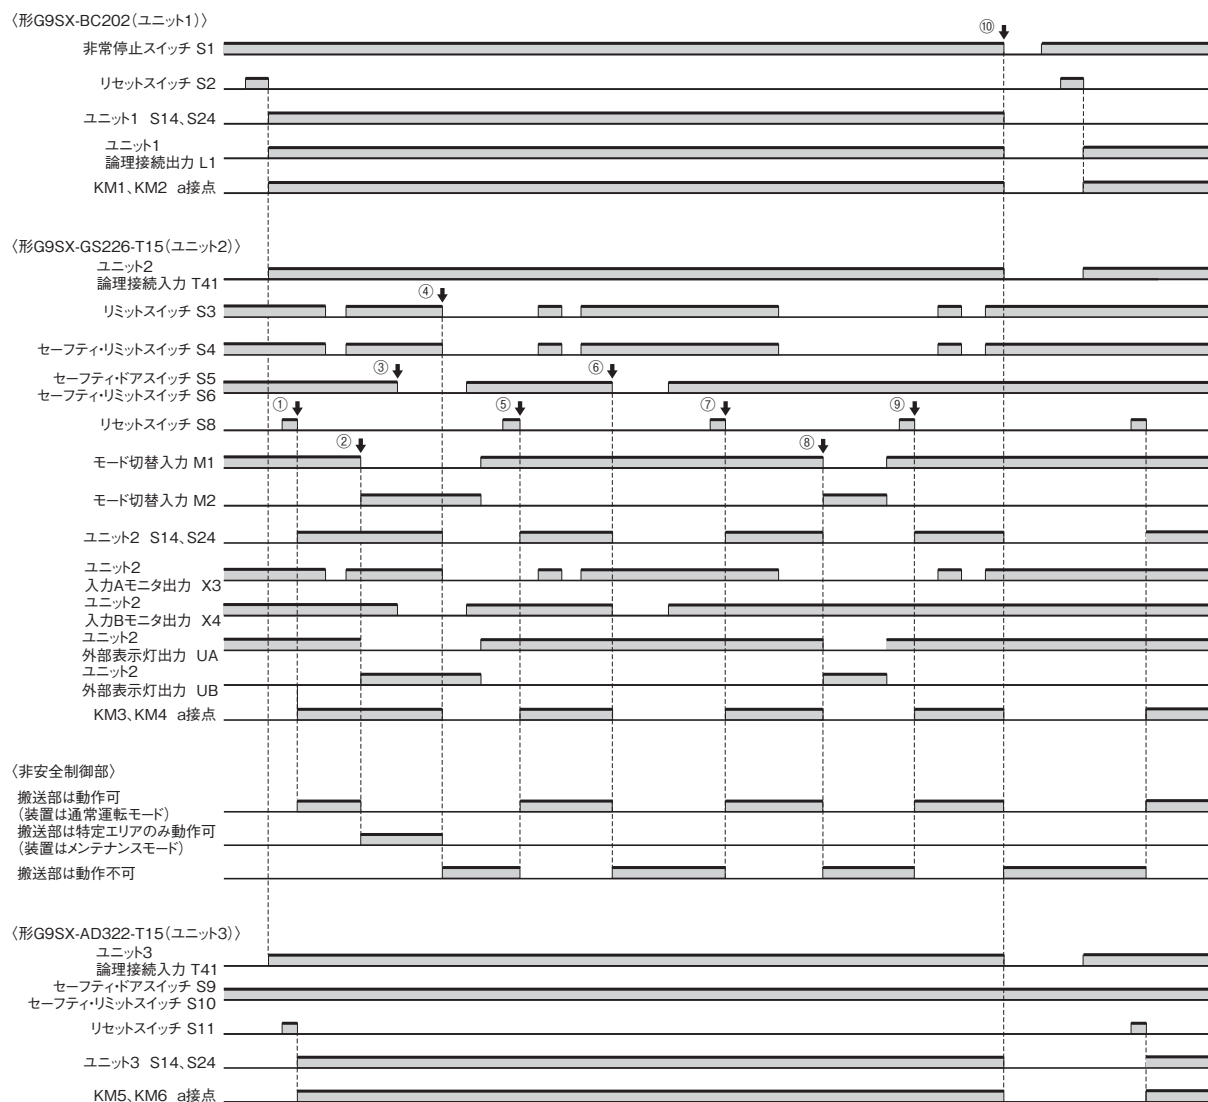 〈形G9SX-BC202(ユニット1)〉
⑩
非常停止スイッチ S1
リセットスイッチ S2
ユニット1 S14、S24
ユニット1
論理接続出力 L1
KM1、KM2 a接点
〈形G9SX-GS226-T15(ユニット2)〉
ユニット2
論理接続入力 T41
④
リミットスイッチ S3
セーフティ・リミットスイッチ S4
③
⑥
セーフティ・ドアスイッチ S5
セーフティ・リミットスイッチ S6
①
⑤
⑦
⑨
リセットスイッチ S8
②
⑧
モード切替入力 M1
モード切替入力 M2
ユニット2 S14、S24
ユニット2
入力Aモニタ出力 X3
ユニット2
入力Bモニタ出力 X4
ユニット2
外部表示灯出力 UA
ユニット2
外部表示灯出力 UB
KM3、KM4 a接点
〈非安全制御部〉
搬送部は動作可
(装置は通常運転モード)
搬送部は特定エリアのみ動作可
(装置はメンテナンスモード)
搬送部は動作不可
〈形G9SX-AD322-T15(ユニット3)〉
ユニット3
論理接続入力 T41
セーフティ・ドアスイッチ S9
セーフティ・リミットスイッチ S10
リセットスイッチ S11
ユニット3 S14、S24
KM5、KM6 a接点